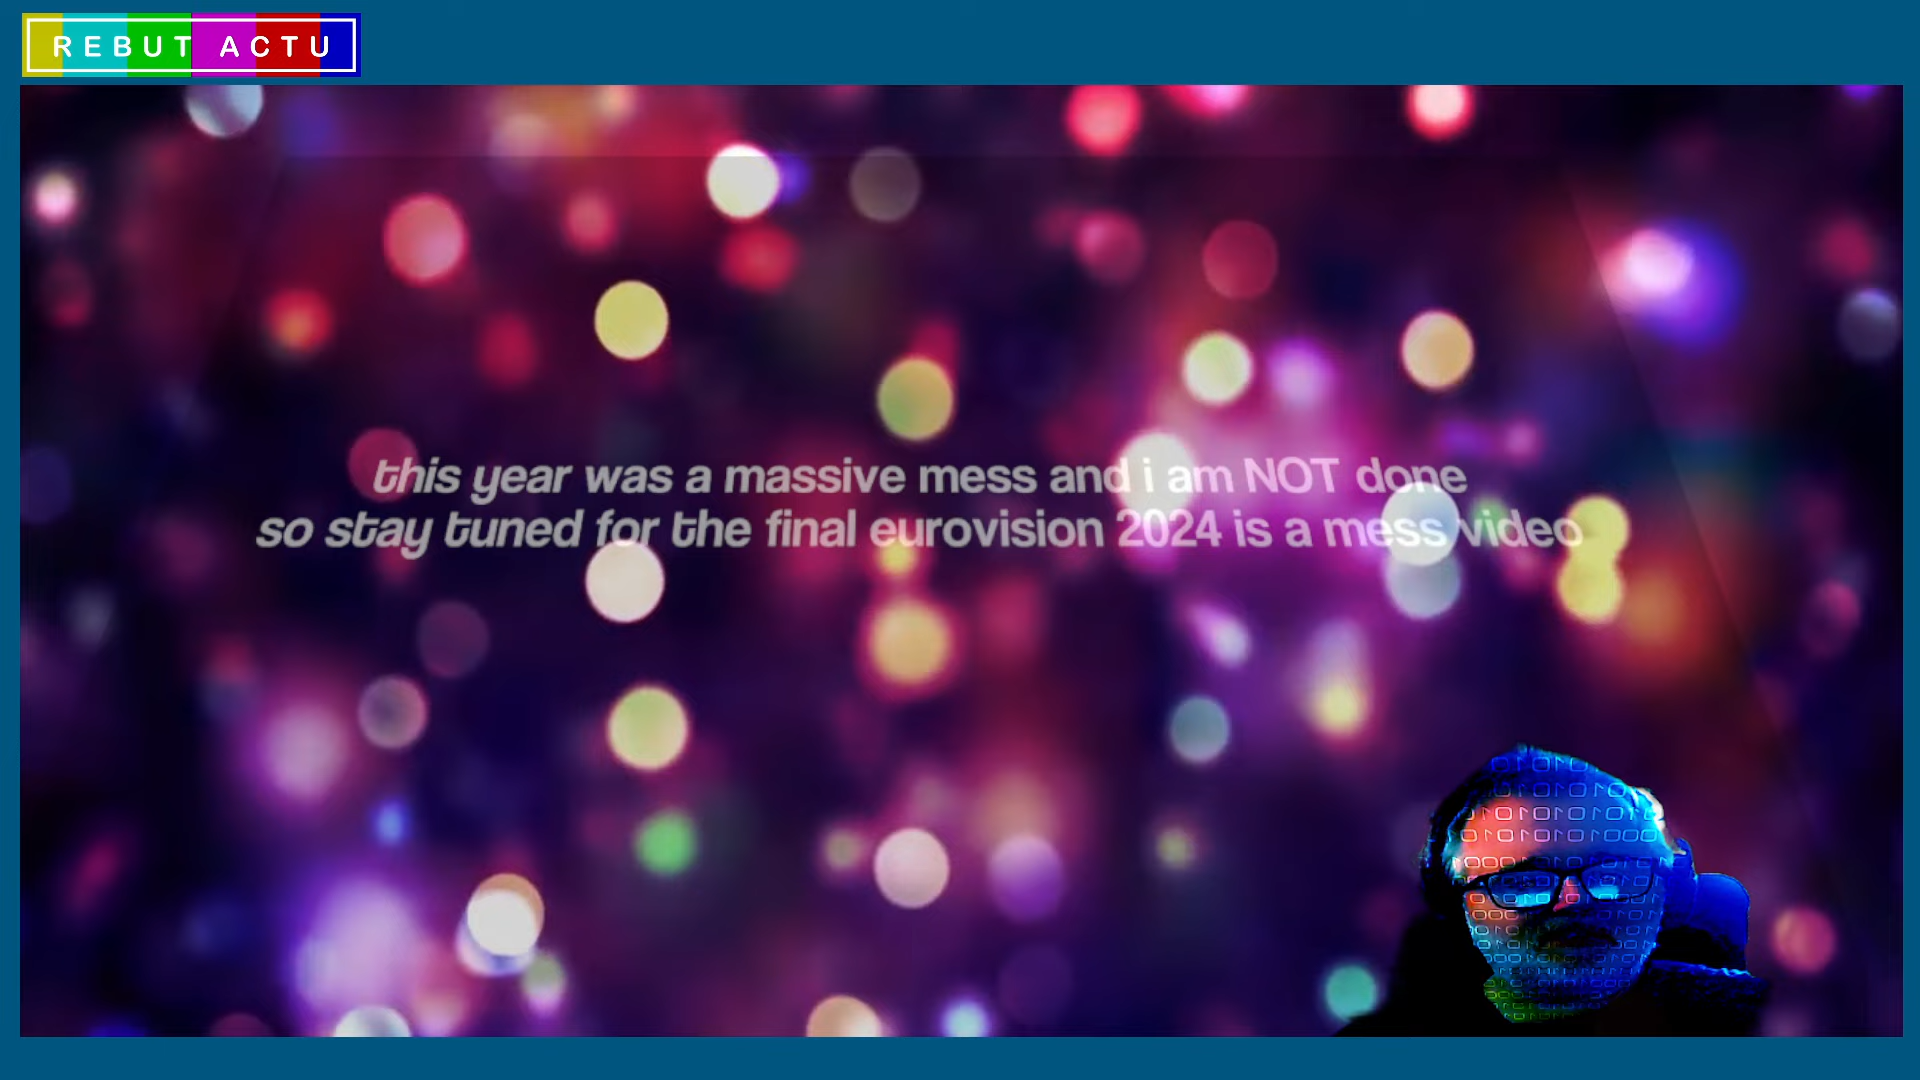 REBUT ACTU
this year was a massive mess and i am NOT done
so stay tuned for the final eurovision 2024 is a mess video